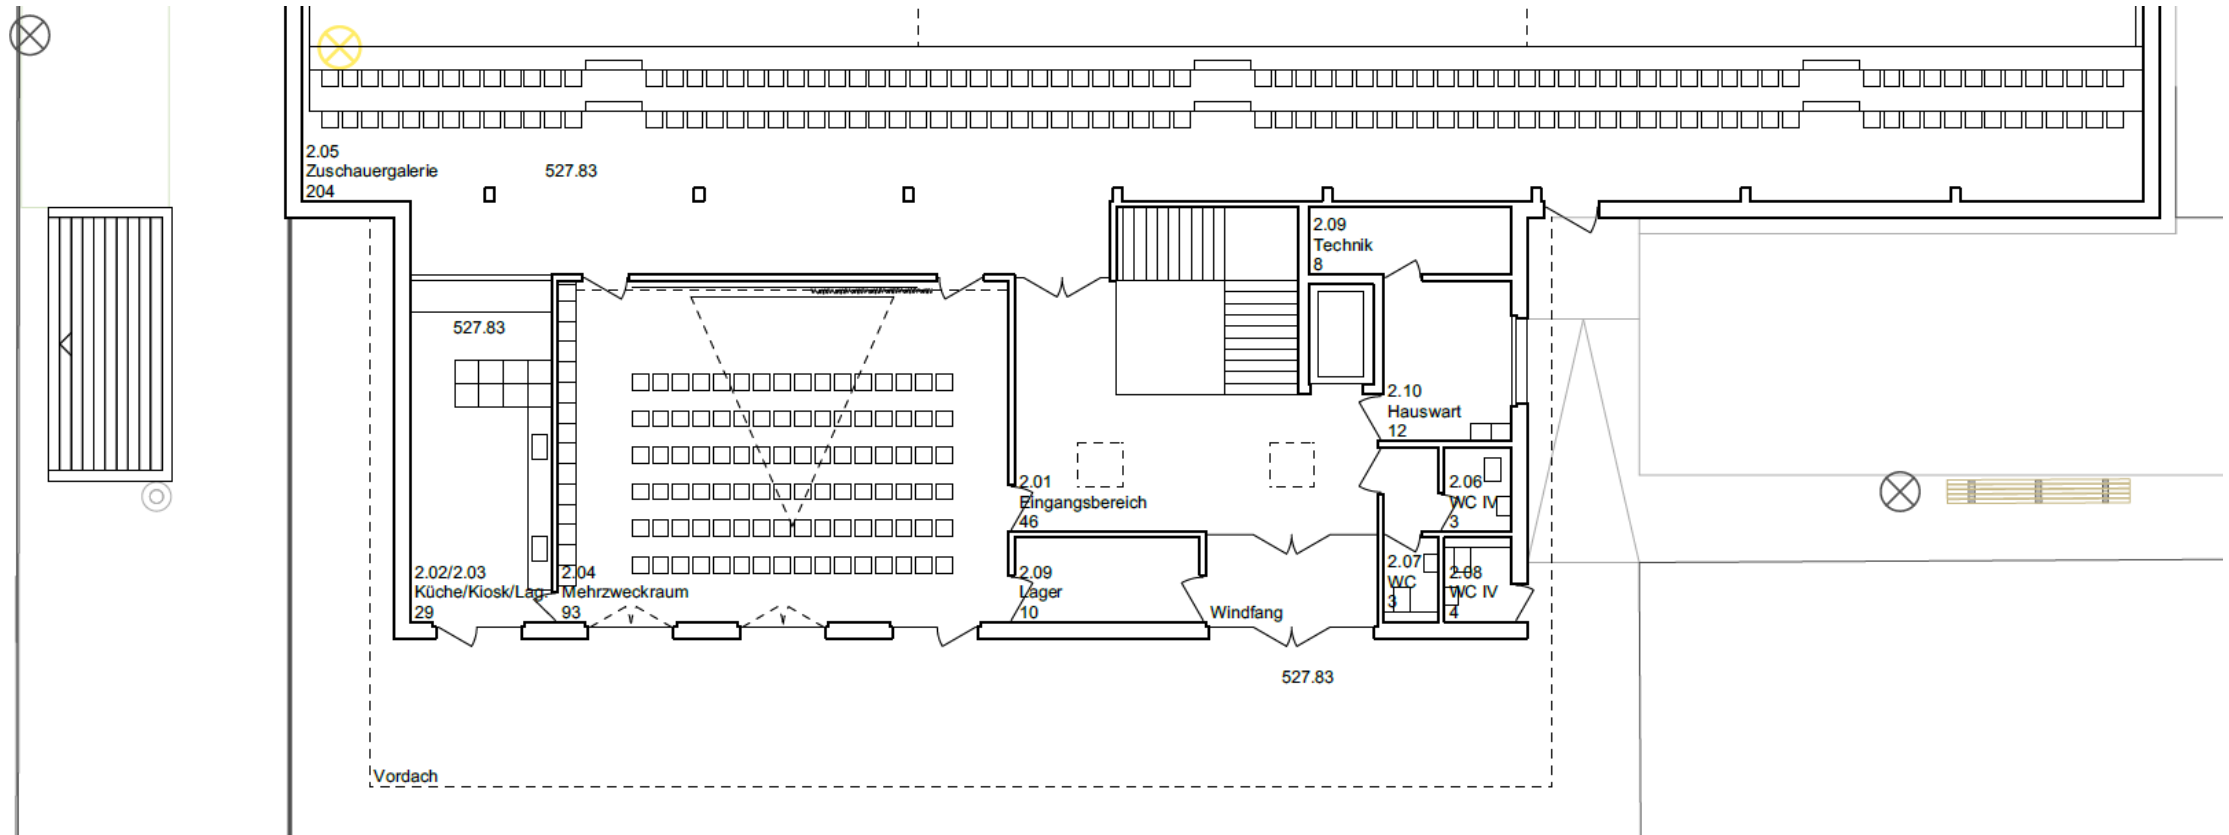 2.05
Zuschauergalerie
204
527.83
2.09
Technik
8
527.83
2.10
Hauswart
12
2.01
Eingangsbereich
46
2.06
WC IV
3
2.02/2.03
Küche/Kiosk/Lag.
29
2.04
Mehrzweckraum
93
2.09
Lager
10
Windfang
2.07
WC
3
2.08
WC IV
4
527.83
Vordach